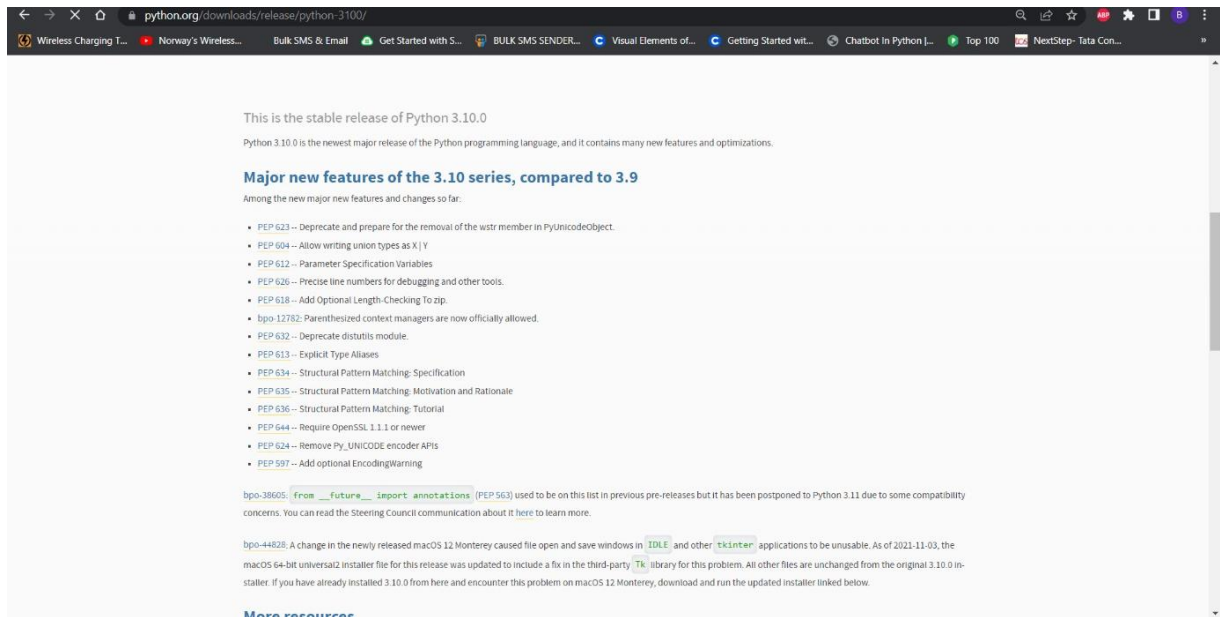 python.org/downloads/release/python-3100/
ABP
B
Wireless Charging T... Norway's Wireless... Bulk SMS & Email Get Started with S... BULK SMS SENDER... Visual Elements of... Getting Started wit... Chatbot In Python |... Top 100 NextStep- Tata Con... »
This is the stable release of Python 3.10.0
Python 3.10.0 is the newest major release of the Python programming language, and it contains many new features and optimizations.
Major new features of the 3.10 series, compared to 3.9
Among the new major new features and changes so far:
• PEP 623 -- Deprecate and prepare for the removal of the wstr member in PyUnicodeObject.
• PEP 604 -- Allow writing union types as X | Y
• PEP 612 -- Parameter Specification Variables
• PEP 626 -- Precise line numbers for debugging and other tools.
• PEP 618 -- Add Optional Length-Checking To zip.
• bpo-12782: Parenthesized context managers are now officially allowed.
• PEP 632 -- Deprecate distutils module.
• PEP 613 -- Explicit Type Aliases
• PEP 634 -- Structural Pattern Matching: Specification
• PEP 635 -- Structural Pattern Matching: Motivation and Rationale
• PEP 636 -- Structural Pattern Matching: Tutorial
• PEP 644 -- Require OpenSSL 1.1.1 or newer
• PEP 624 -- Remove Py_UNICODE encoder APIs
• PEP 597 -- Add optional EncodingWarning
bpo-38605: from __future__ import annotations (PEP 563) used to be on this list in previous pre-releases but it has been postponed to Python 3.11 due to some compatibility
concerns. You can read the Steering Council communication about it here to learn more.
bpo-44828: A change in the newly released macOS 12 Monterey caused file open and save windows in IDLE and other tkinter applications to be unusable. As of 2021-11-03, the
macOS 64-bit universal2 installer file for this release was updated to include a fix in the third-party Tk library for this problem. All other files are unchanged from the original 3.10.0 in-
staller. If you have already installed 3.10.0 from here and encounter this problem on macOS 12 Monterey, download and run the updated installer linked below.
More resources